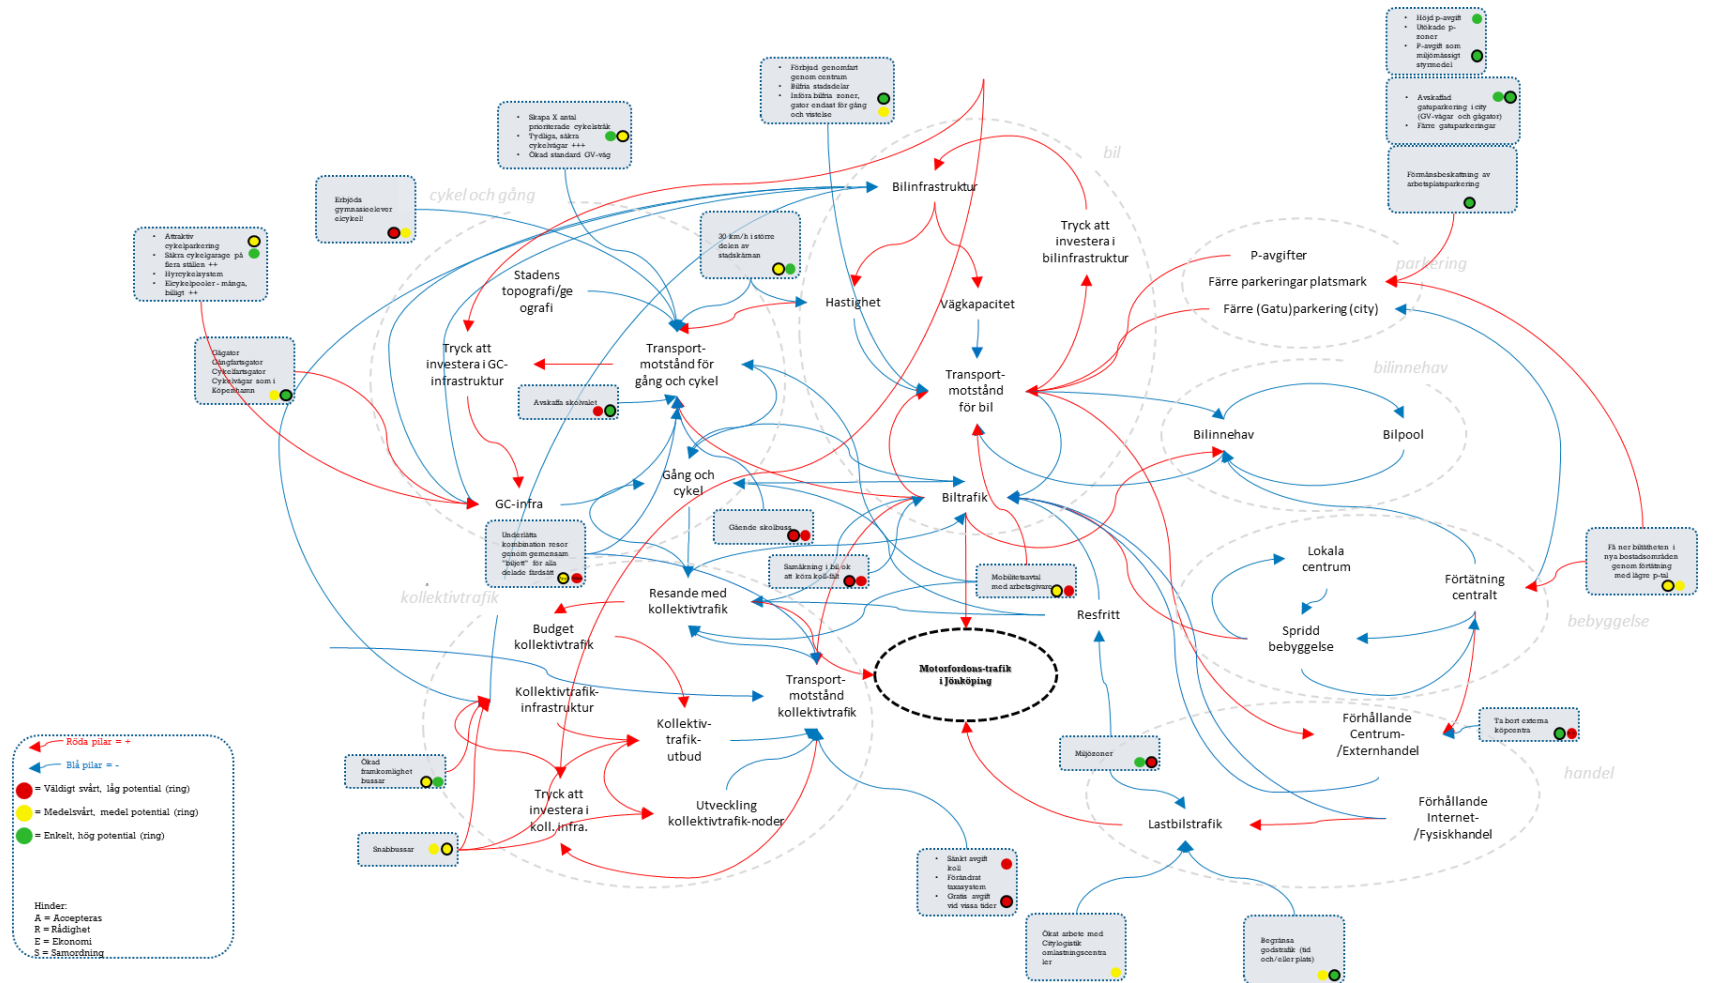 • Höjd p-avgift
• Utökade p-
zoner
• P-avgift som
miljömässigt
styrmedel
• Avskaffad
gatuparkering i city
(GV-vägar och gågator)
• Färre gatuparkeringar
Förmånsbeskattning av
arbetsplatsparkering
• Förbjud genomfart
genom centrum
• Bilfria stadsdelar
• Införa bilfria zoner,
gator endast för gång
och vistelse
• Skapa X antal
prioriterade cykelstråk
• Tydliga, säkra
cykelvägar +++
• Ökad standard GV-väg
Erbjöds
gymnasieelever
elcykel!
• Attraktiv
cykelparkering
• Säkra cykelgarage på
flera ställen ++
• Hyrcykelsystem
• Elcykelpooler - många,
billigt ++
Gågator
Gångfartsgator
Cykelfartsgator
Cykelvägar som i
Köpenhamn
30 km/h i större
delen av
stadskärnan
cykel och gång
Stadens
topografi/ge
ografi
Tryck att
investera i GC-
infrastruktur
Transport-
motstånd för
gång och cykel
Avskaffa skolvalet
Gång och
cykel
GC-infra
Underlätta
kombination resor
genom gemensam
"biljett" för alla
delade färdsätt
Gående skolbuss
Samåkning i bil ok
att köra koll-fält
Mobilitetsavtal
med arbetsgivare
bil
Bilinfrastruktur
Tryck att
investera i
bilinfrastruktur
Hastighet
Vägkapacitet
Transport-
motstånd
för bil
Biltrafik
parkering
P-avgifter
Färre parkeringar platsmark
Färre (Gatu)parkering (city)
bilinnehav
Bilinnehav
Bilpool
Få ner biltätheten i
nya bostadsområden
genom förtätning
med lägre p-tal
bebyggelse
Lokala
centrum
Förtätning
centralt
Spridd
bebyggelse
Resfritt
kollektivtrafik
Resande med
kollektivtrafik
Budget
kollektivtrafik
Kollektivtrafik-
infrastruktur
Kollektiv-
trafik-
utbud
Transport-
motstånd
kollektivtrafik
Tryck att
investera i
koll. infra.
Utveckling
kollektivtrafik-noder
Motorfordons-trafik
i Jönköping
Ökad
framkomlighet
bussar
Snabbussar
• Sänkt avgift
koll
• Förändrat
taxasystem
• Gratis avgift
vid vissa tider
Miljözoner
handel
Förhållande
Centrum-
/Externhandel
Ta bort externa
köpcentra
Förhållande
Internet-
/Fysiskhandel
Lastbilstrafik
Ökat arbete med
Citylogistik
omlastningscentra
ler
Begränsa
godstrafik (tid
och/eller plats)
Röda pilar = +
Blå pilar = -
= Väldigt svårt, låg potential (ring)
= Medelsvårt, medel potential (ring)
= Enkelt, hög potential (ring)
Hinder:
A = Accepteras
R = Rådighet
E = Ekonomi
S = Samordning